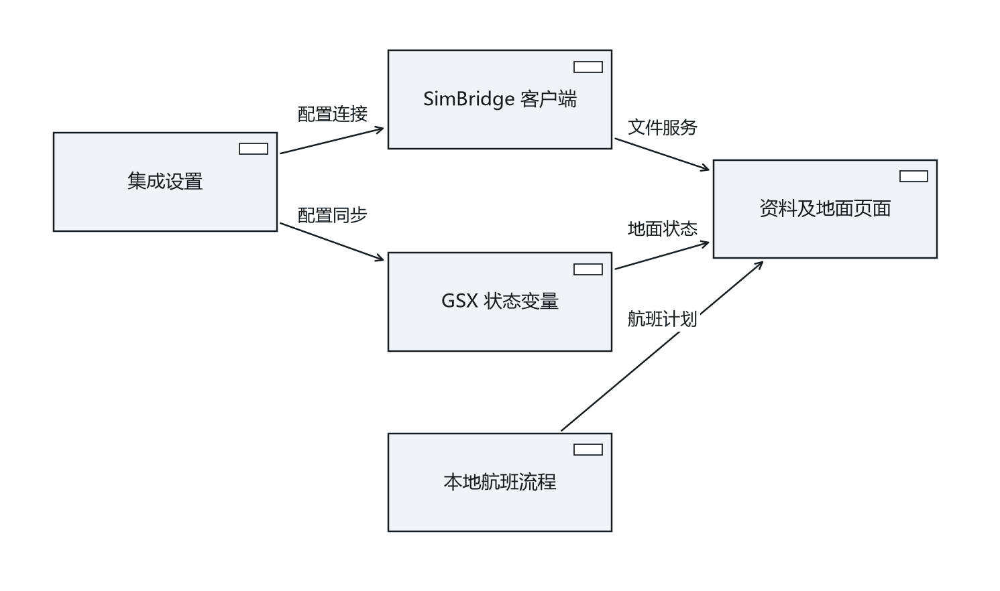 SimBridge 客户端
配置连接
文件服务
集成设置
资料及地面页面
配置同步
地面状态
GSX 状态变量
航班计划
本地航班流程